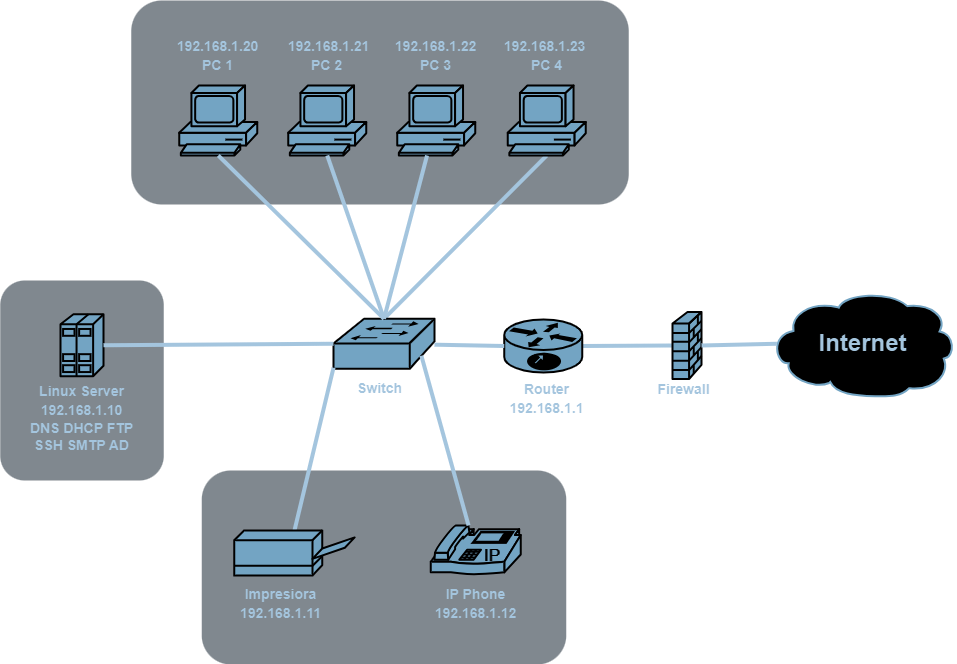 192.168.1.20
PC 1
192.168.1.21
PC 2
192.168.1.22
PC 3
192.168.1.23
PC 4
Linux Server
192.168.1.10
DNS DHCP FTP
SSH SMTP AD
Switch
Router
192.168.1.1
Firewall
Internet
IP
Impresiora
192.168.1.11
IP Phone
192.168.1.12